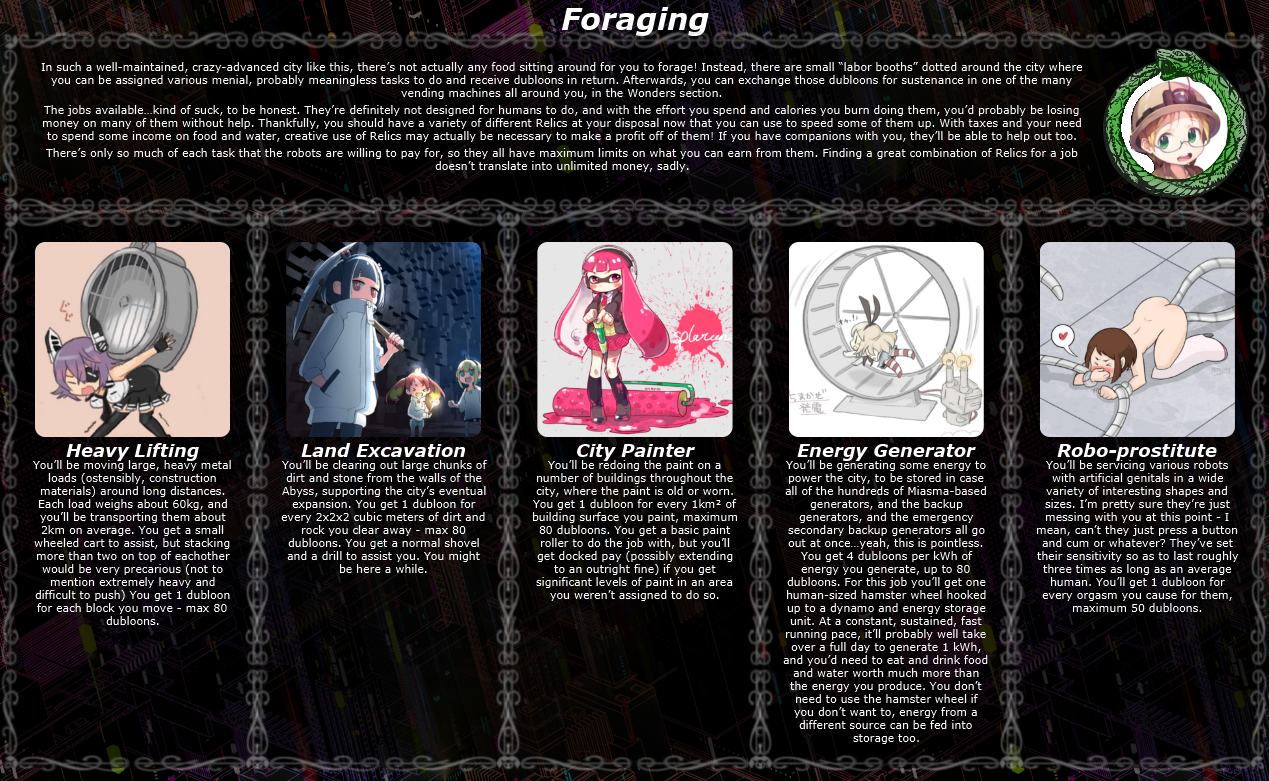 Foraging
In such a well-maintained, crazy-advanced city like this, there's not actually any food sitting around for you to forage! Instead, there are small “labor booths” dotted around the city where
you can be assigned various menial, probably meaningless tasks to do and receive dubloons in return. Afterwards, you can exchange those dubloons for sustenance in one of the many
vending machines all around you, in the Wonders section.
The jobs available...kind of suck, to be honest. They're definitely not designed for humans to do, and with the effort you spend and calories you burn doing them, you'd probably be losing
money on many of them without help. Thankfully, you should have a variety of different Relics at your disposal now that you can use to speed some of them up. With taxes and your need
to spend some income on food and water, creative use of Relics may actually be necessary to make a profit off of them! If you have companions with you, they'll be able to help out too.
There's only so much of each task that the robots are willing to pay for, so they all have maximum limits on what you can earn from them. Finding a great combination of Relics for a job
doesn't translate into unlimited money, sadly.
Heavy Lifting
You'll be moving large, heavy metal
loads (ostensibly, construction
materials) around long distances.
Each load weighs about 60kg, and
you'll be transporting them about
2km on average. You get a small
wheeled cart to assist, but stacking
more than two on top of eachother
would be very precarious (not to
mention extremely heavy and
difficult to push) You get 1 dubloon
for each block you move - max 80
dubloons.
Land Excavation
You'll be clearing out large chunks of
dirt and stone from the walls of the
Abyss, supporting the city's eventual
expansion. You get 1 dubloon for
every 2x2x2 cubic meters of dirt and
rock you clear away - max 80
dubloons. You get a normal shovel
and a drill to assist you. You might
be here a while.
City Painter
You'll be redoing the paint on a
number of buildings throughout the
city, where the paint is old or worn.
You get 1 dubloon for every 1km² of
building surface you paint, maximum
80 dubloons. You get a basic paint
roller to do the job with, but you'll
get docked pay (possibly extending
to an outright fine) if you get
significant levels of paint in an area
you weren't assigned to do so.
発電
Energy Generator
You'll be generating some energy to
power the city, to be stored in case
all of the hundreds of Miasma-based
generators, and the backup
generators, and the emergency
secondary backup generators all go
out at once...yeah, this is pointless.
You get 4 dubloons per kWh of
energy you generate, up to 80
dubloons. For this job you'll get one
human-sized hamster wheel hooked
up to a dynamo and energy storage
unit. At a constant, sustained, fast
running pace, it'll probably well take
over a full day to generate 1 kWh,
and you'd need to eat and drink food
and water worth much more than
the energy you produce. You don't
need to use the hamster wheel if
you don't want to, energy from a
different source can be fed into
storage too.
Robo-prostitute
You'll be servicing various robots
with artificial genitals in a wide
variety of interesting shapes and
sizes. I'm pretty sure they're just
messing with you at this point - I
mean, can't they just press a button
and cum or whatever? They've set
their sensitivity so as to last roughly
three times as long as an average
human. You'll get 1 dubloon for
every orgasm you cause for them,
maximum 50 dubloons.